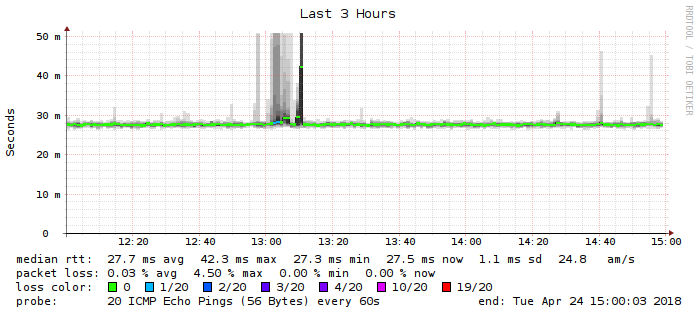 Last 3 Hours
RRDTOOL / TOBI OETIKER
Seconds
50 m
40 m
30 m
20 m
10 m
0
12:20 12:40 13:00 13:20 13:40 14:00 14:20 14:40 15:00
median rtt: 27.7 ms avg 42.3 ms max 27.3 ms min 27.5 ms now 1.1 ms sd 24.8 am/s
packet loss: 0.03 % avg 4.50 % max 0.00 % min 0.00 % now
loss color: 0 1/20 2/20 3/20 4/20 10/20 19/20
probe: 20 ICMP Echo Pings (56 Bytes) every 60s end: Tue Apr 24 15:00:03 2018